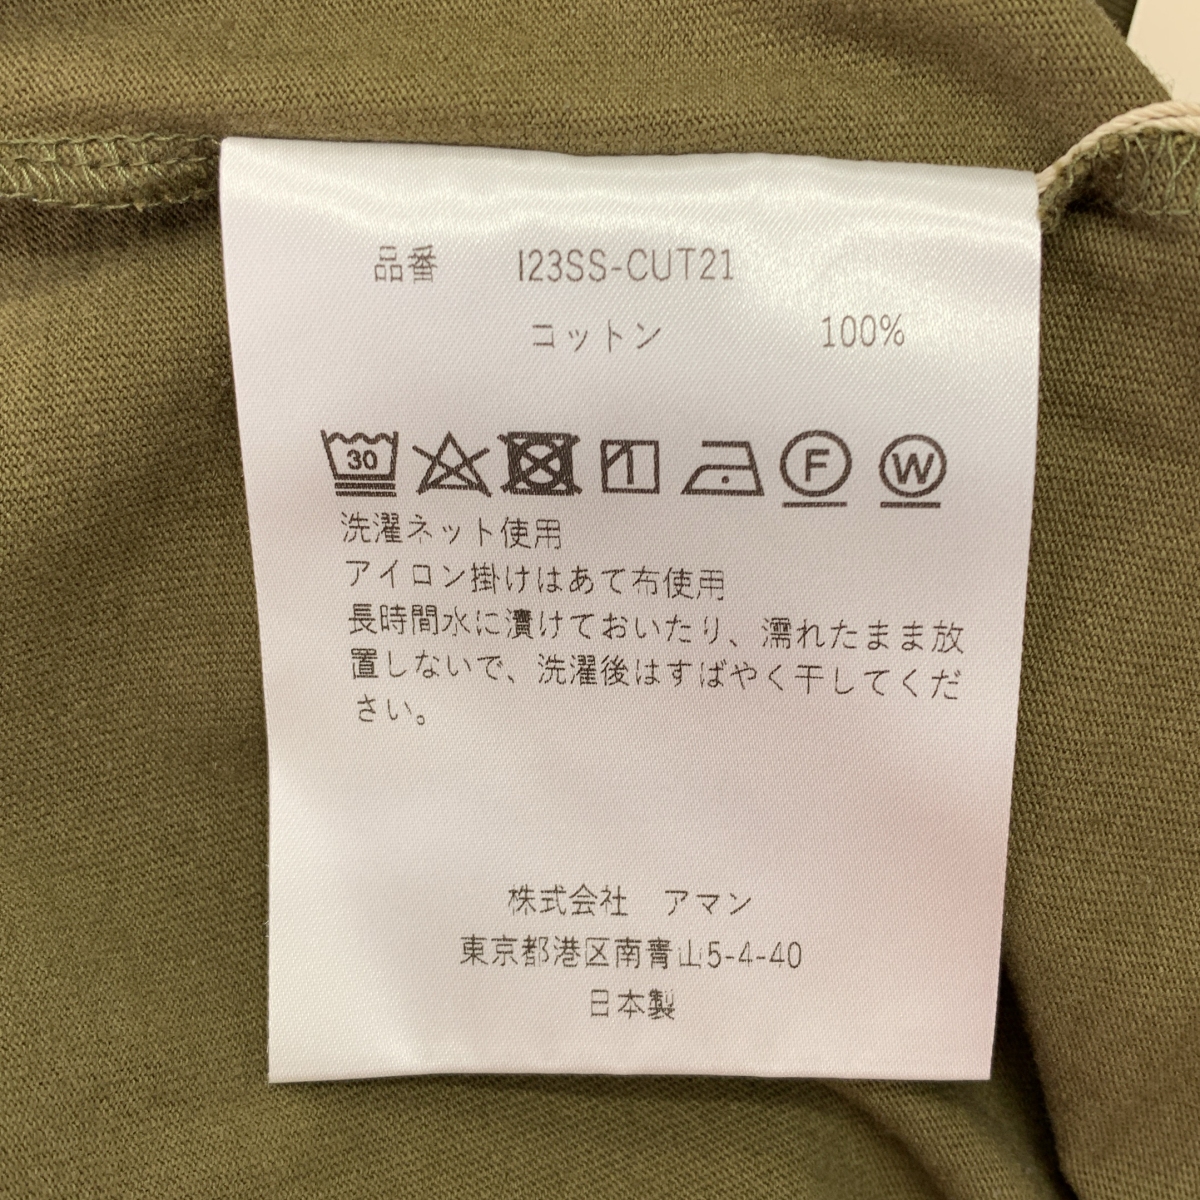 品番 I23SS-CUT21
コットン 100%
30 F W
洗濯ネット使用
アイロン掛けはあて布使用
長時間水に漬けておいたり、濡れたまま放
置しないで、洗濯後はすばやく干してくだ
さい。
株式会社 アマン
東京都港区南青山5-4-40
日本製